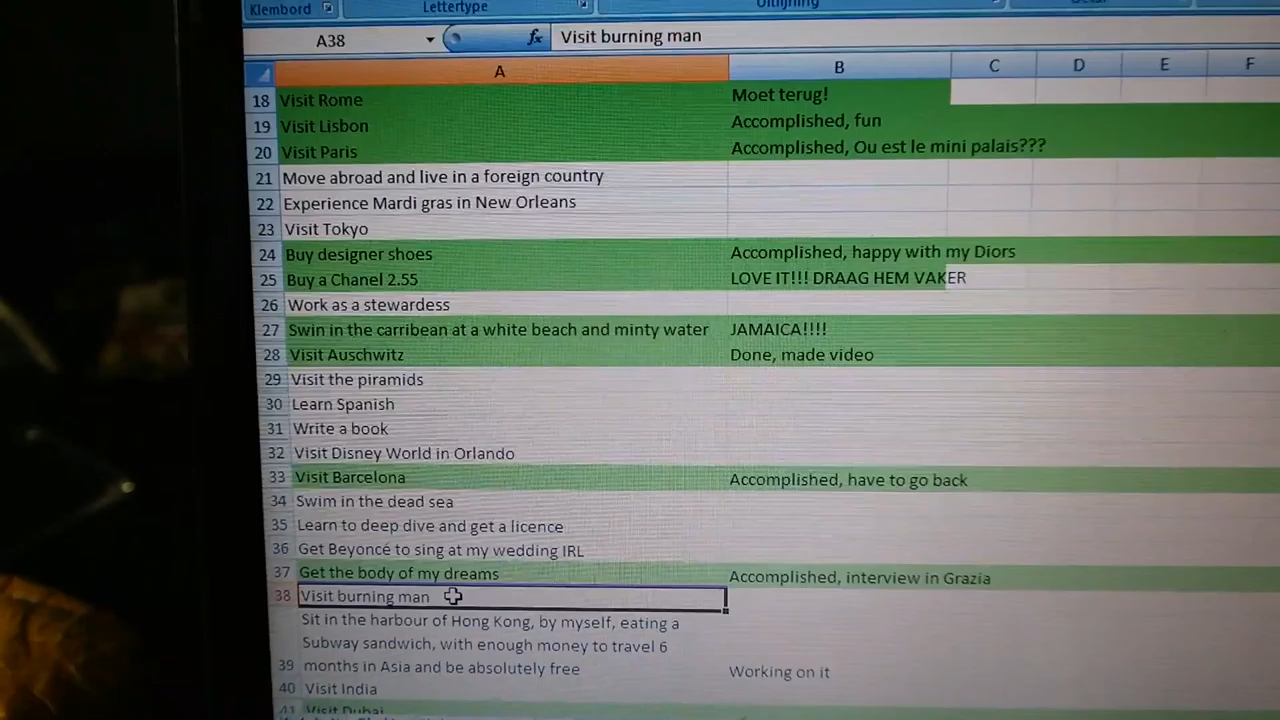 Klembord
Lettertype
Uitlijning
A38
fx
Visit burning man
A
B
C
D
E
F
18 Visit Rome Moet terug!
19 Visit Lisbon Accomplished, fun
20 Visit Paris Accomplished, Ou est le mini palais???
21 Move abroad and live in a foreign country
22 Experience Mardi gras in New Orleans
23 Visit Tokyo
24 Buy designer shoes Accomplished, happy with my Diors
25 Buy a Chanel 2.55 LOVE IT!!! DRAAG HEM VAKER
26 Work as a stewardess
27 Swin in the carribean at a white beach and minty water JAMAICA!!!!
28 Visit Auschwitz Done, made video
29 Visit the piramids
30 Learn Spanish
31 Write a book
32 Visit Disney World in Orlando
33 Visit Barcelona Accomplished, have to go back
34 Swim in the dead sea
35 Learn to deep dive and get a licence
36 Get Beyoncé to sing at my wedding IRL
37 Get the body of my dreams Accomplished, interview in Grazia
38 Visit burning man
Sit in the harbour of Hong Kong, by myself, eating a
Subway sandwich, with enough money to travel 6
39 months in Asia and be absolutely free Working on it
40 Visit India
41 Visit Dubai